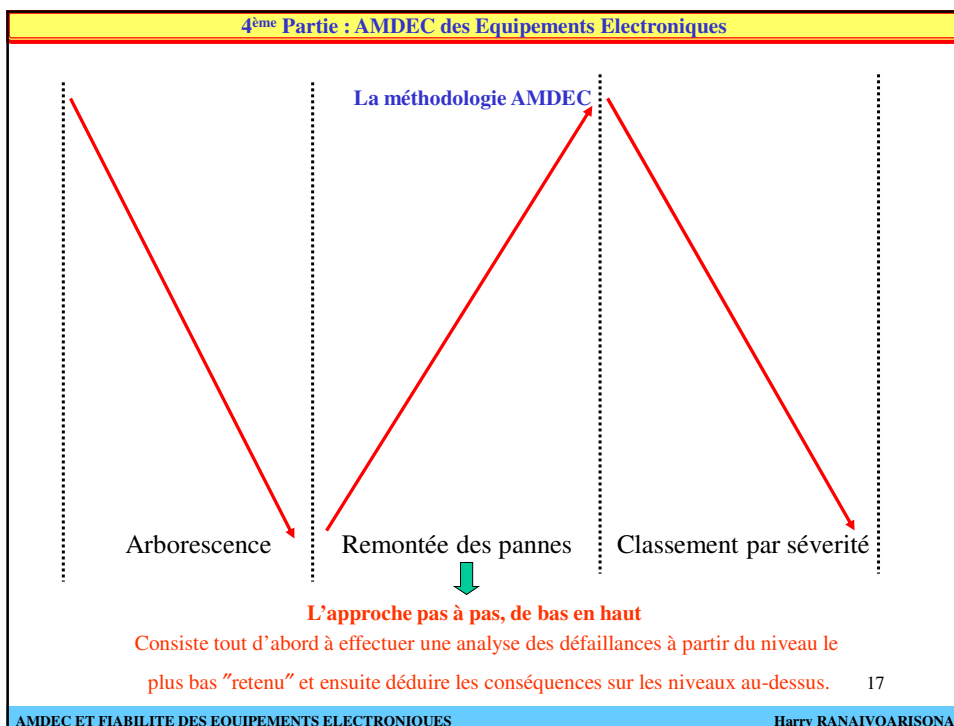 4ème Partie : AMDEC des Equipements Electroniques
La méthodologie AMDEC
Arborescence
Remontée des pannes
Classement par séverité
L’approche pas à pas, de bas en haut
Consiste tout d’abord à effectuer une analyse des défaillances à partir du niveau le
plus bas ″retenu″ et ensuite déduire les conséquences sur les niveaux au-dessus.
17
AMDEC ET FIABILITE DES EQUIPEMENTS ELECTRONIQUES
Harry RANAIVOARISONA